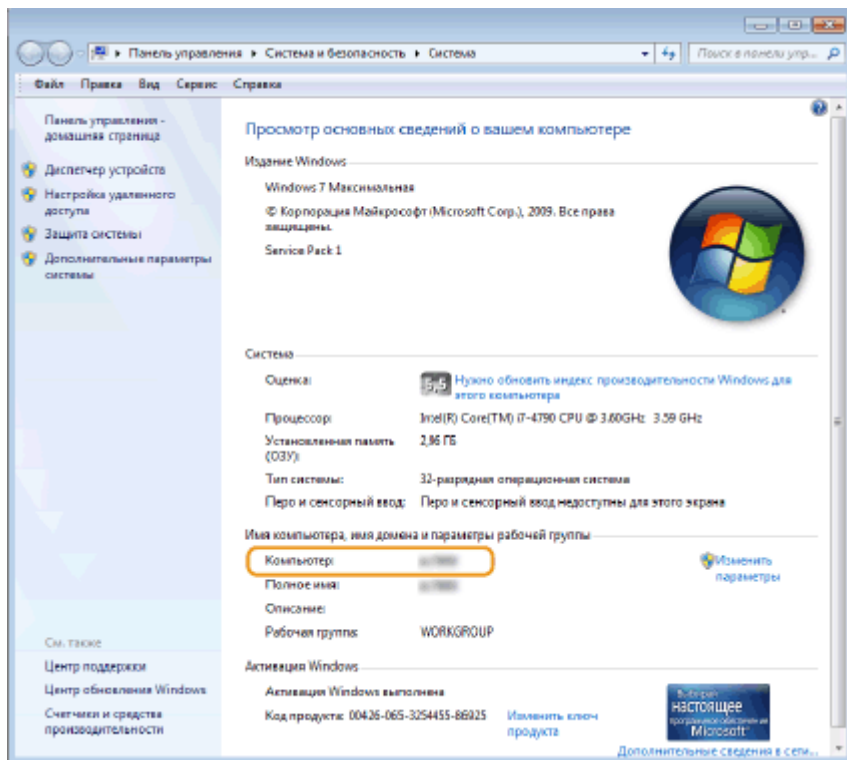 Панель управления ▸ Система и безопасность ▸ Система
Поиск в панели упр...
Файл Правка Вид Сервис Справка
Панель управления -
домашняя страница
Диспетчер устройств
Настройка удаленного
доступа
Защита системы
Дополнительные параметры
системы
См. также
Центр поддержки
Центр обновления Windows
Счетчики и средства
производительности
Просмотр основных сведений о вашем компьютере
Издание Windows
Windows 7 Максимальная
© Корпорация Майкрософт (Microsoft Corp.), 2009. Все права
защищены.
Service Pack 1
Система
Оценка: 5,5 Нужно обновить индекс производительности Windows для
этого компьютера
Процессор: Intel(R) Core(TM) i7-4790 CPU @ 3.60GHz 3.59 GHz
Установленная память
(ОЗУ): 2,96 ГБ
Тип системы: 32-разрядная операционная система
Перо и сенсорный ввод: Перо и сенсорный ввод недоступны для этого экрана
Имя компьютера, имя домена и параметры рабочей группы
Компьютер:
Изменить
параметры
Полное имя:
Описание:
Рабочая группа: WORKGROUP
Активация Windows
Активация Windows выполнена
Код продукта: 00426-065-3254455-86925 Изменить ключ
продукта
Выбирай
настоящее
программное обеспечение
Microsoft
Дополнительные сведения в сети...